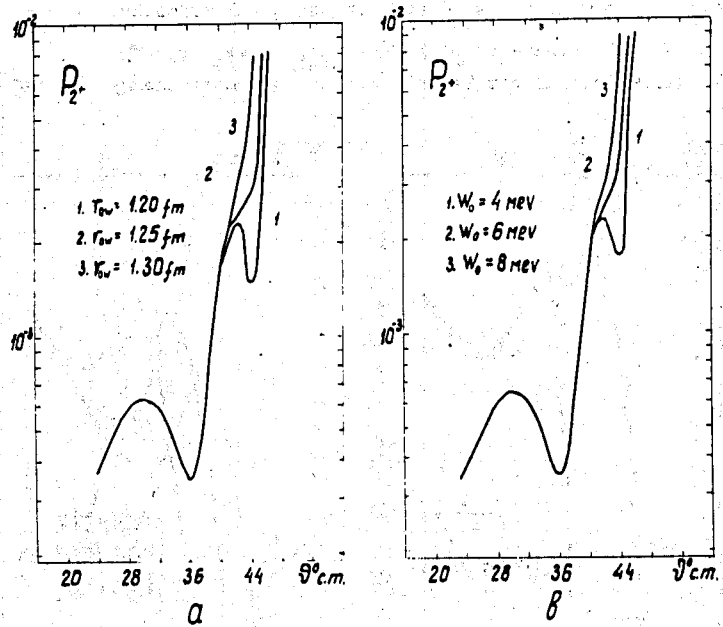 10⁻²
P₂⁺
3
2
1
1. r₀w = 1.20 fm
2. r₀w = 1.25 fm
3. r₀w = 1.30 fm
10⁻³
20 28 36 44 ϑ° c.m.
a
10⁻²
P₂⁺
3
2
1
1. W₀ = 4 mev
2. W₀ = 6 mev
3. W₀ = 8 mev
10⁻³
20 28 36 44 ϑ° c.m.
в